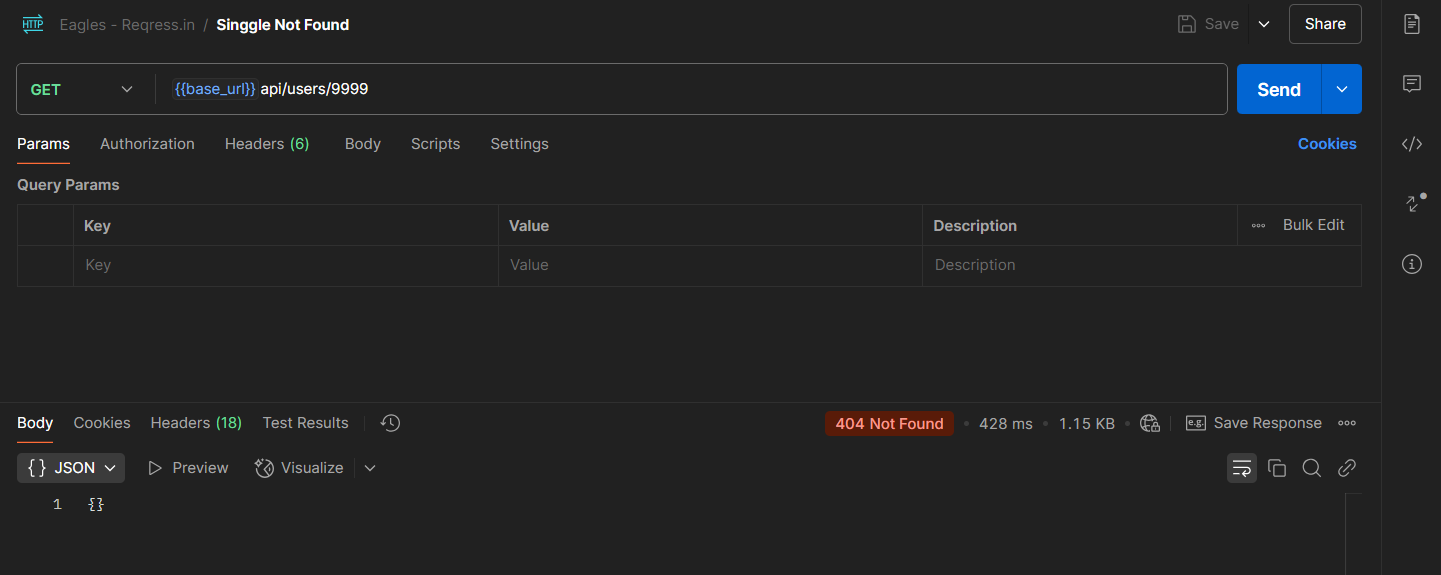 HTTP Eagles - Reqress.in / Singgle Not Found Save Share
GET {{base_url}} api/users/9999 Send
Params Authorization Headers (6) Body Scripts Settings Cookies
Query Params
Key Value Description Bulk Edit
Key Value Description
Body Cookies Headers (18) Test Results 404 Not Found 428 ms 1.15 KB e.g. Save Response
{} JSON Preview Visualize
1 {}